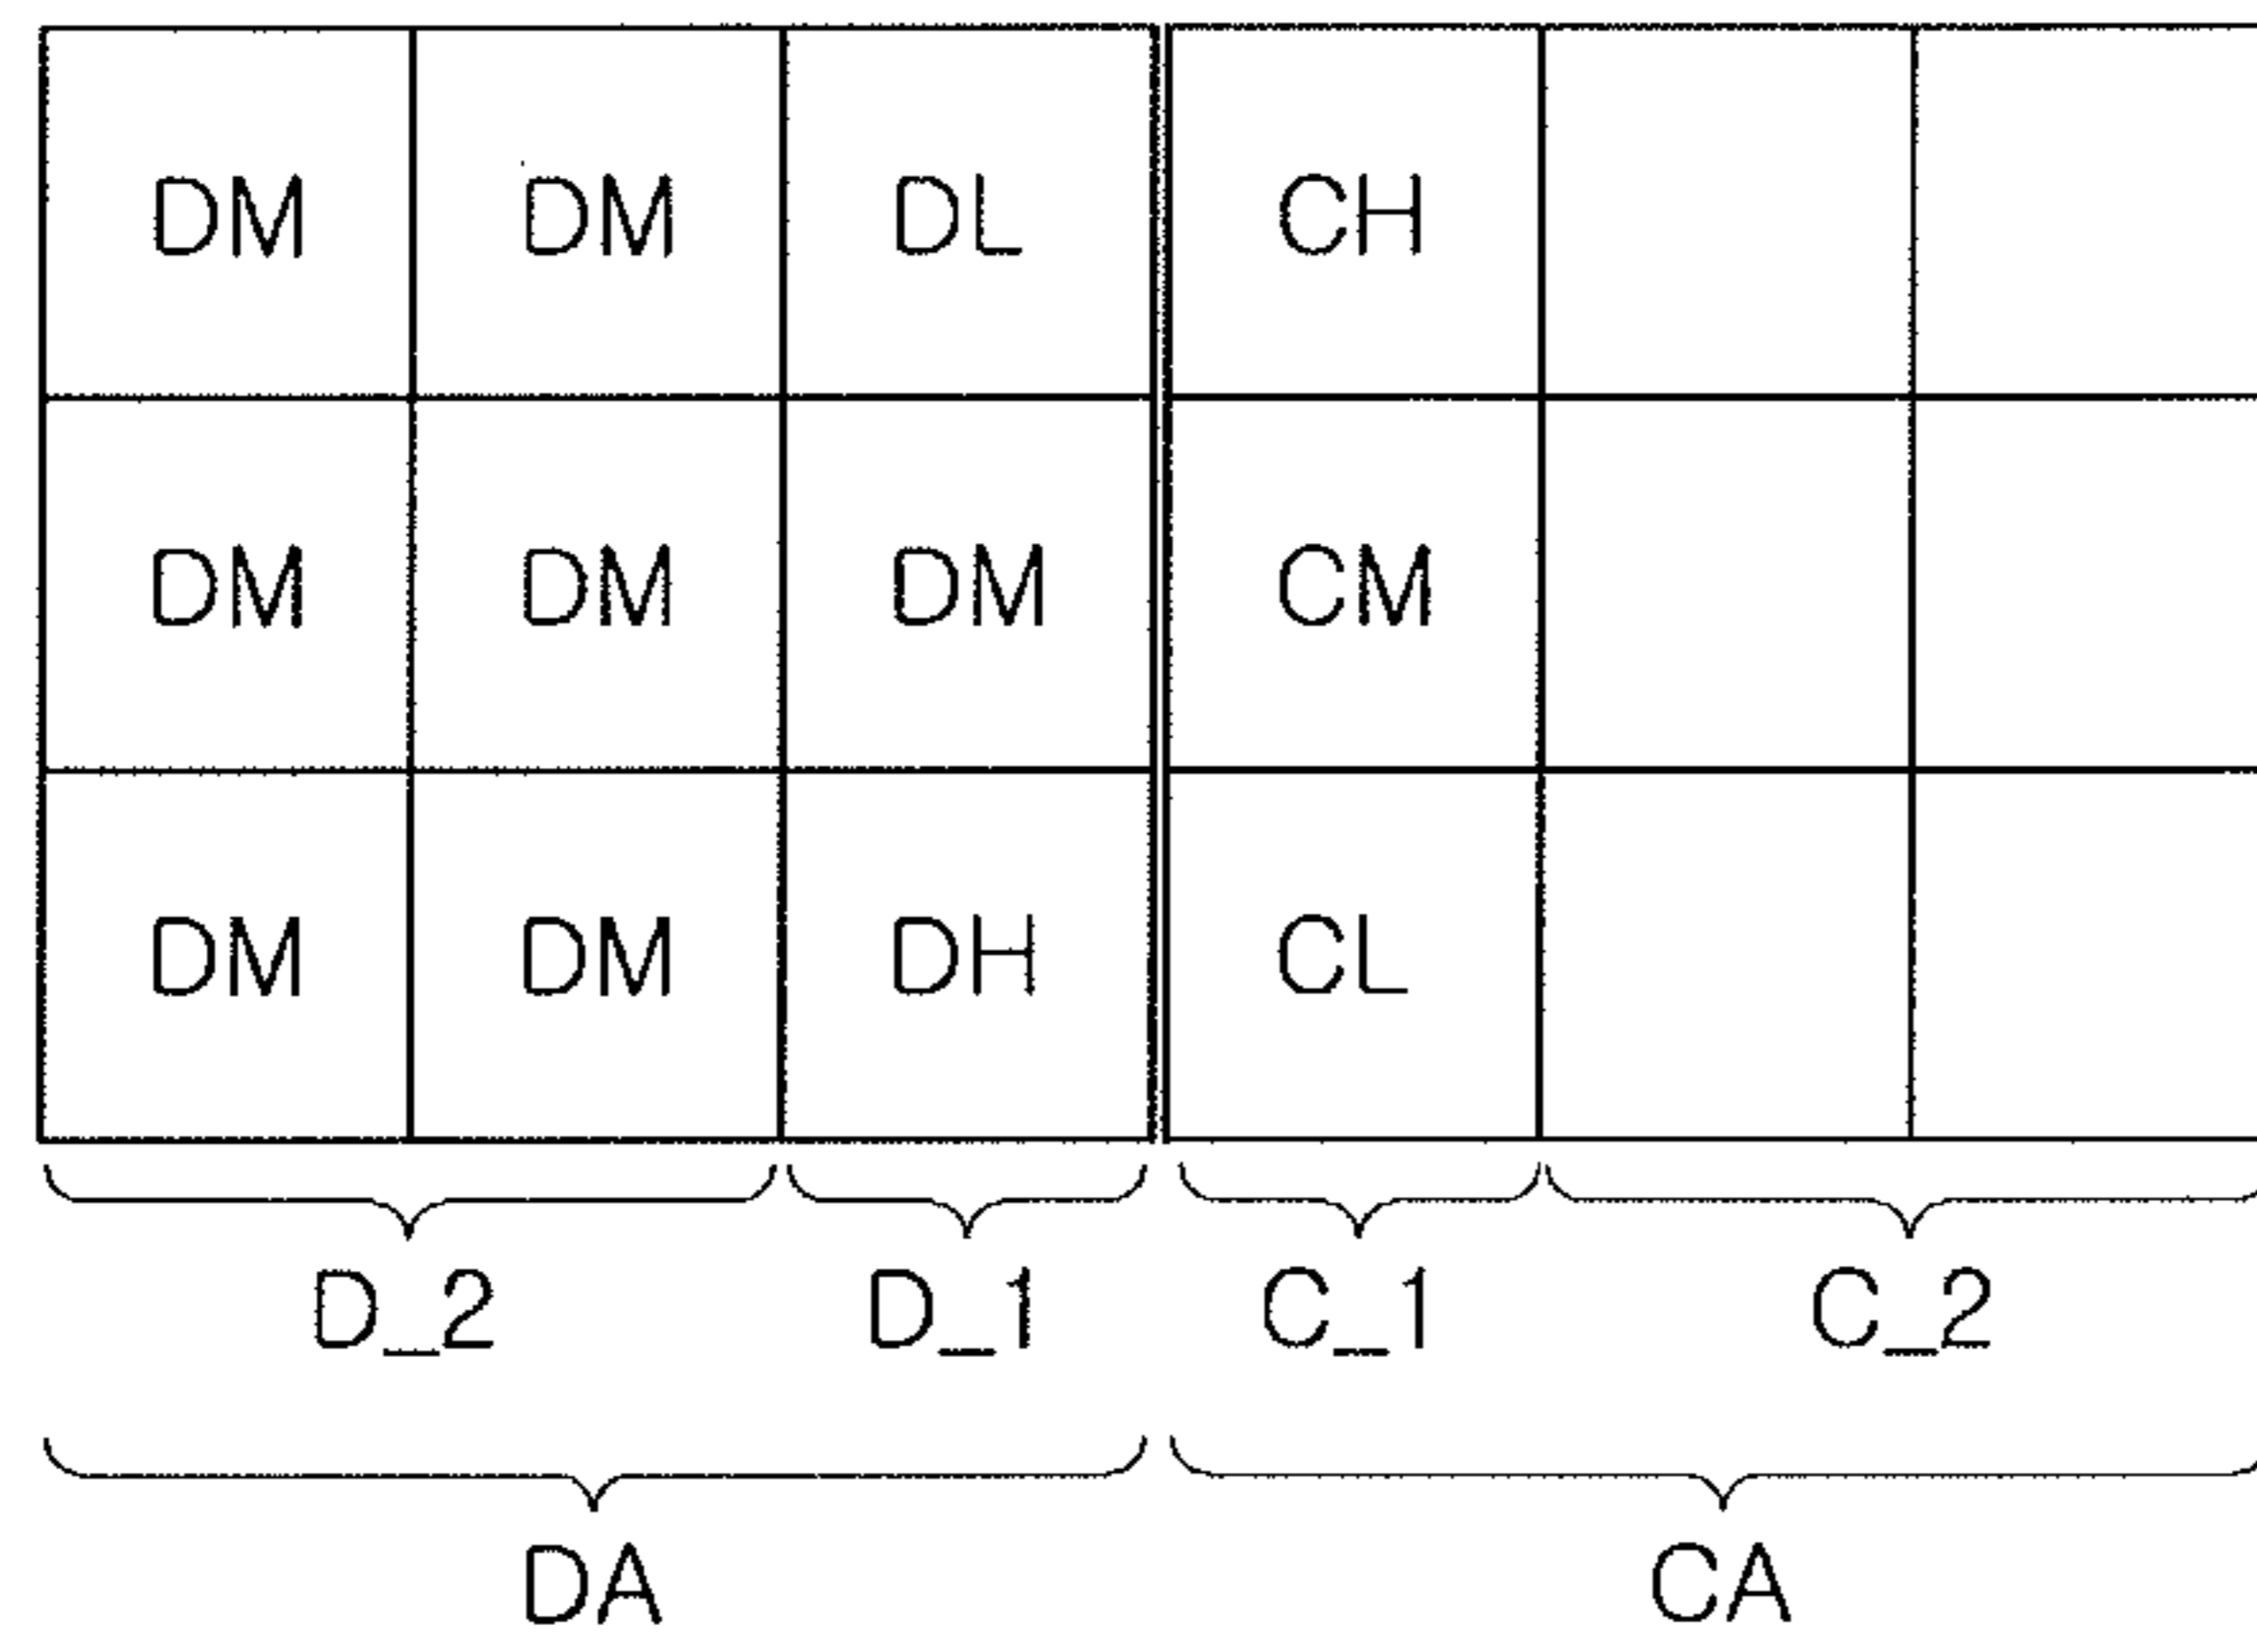 DM DM DL CH
DM DM DM CM
DM DM DH CL
D_2 D_1 C_1 C_2
DA CA